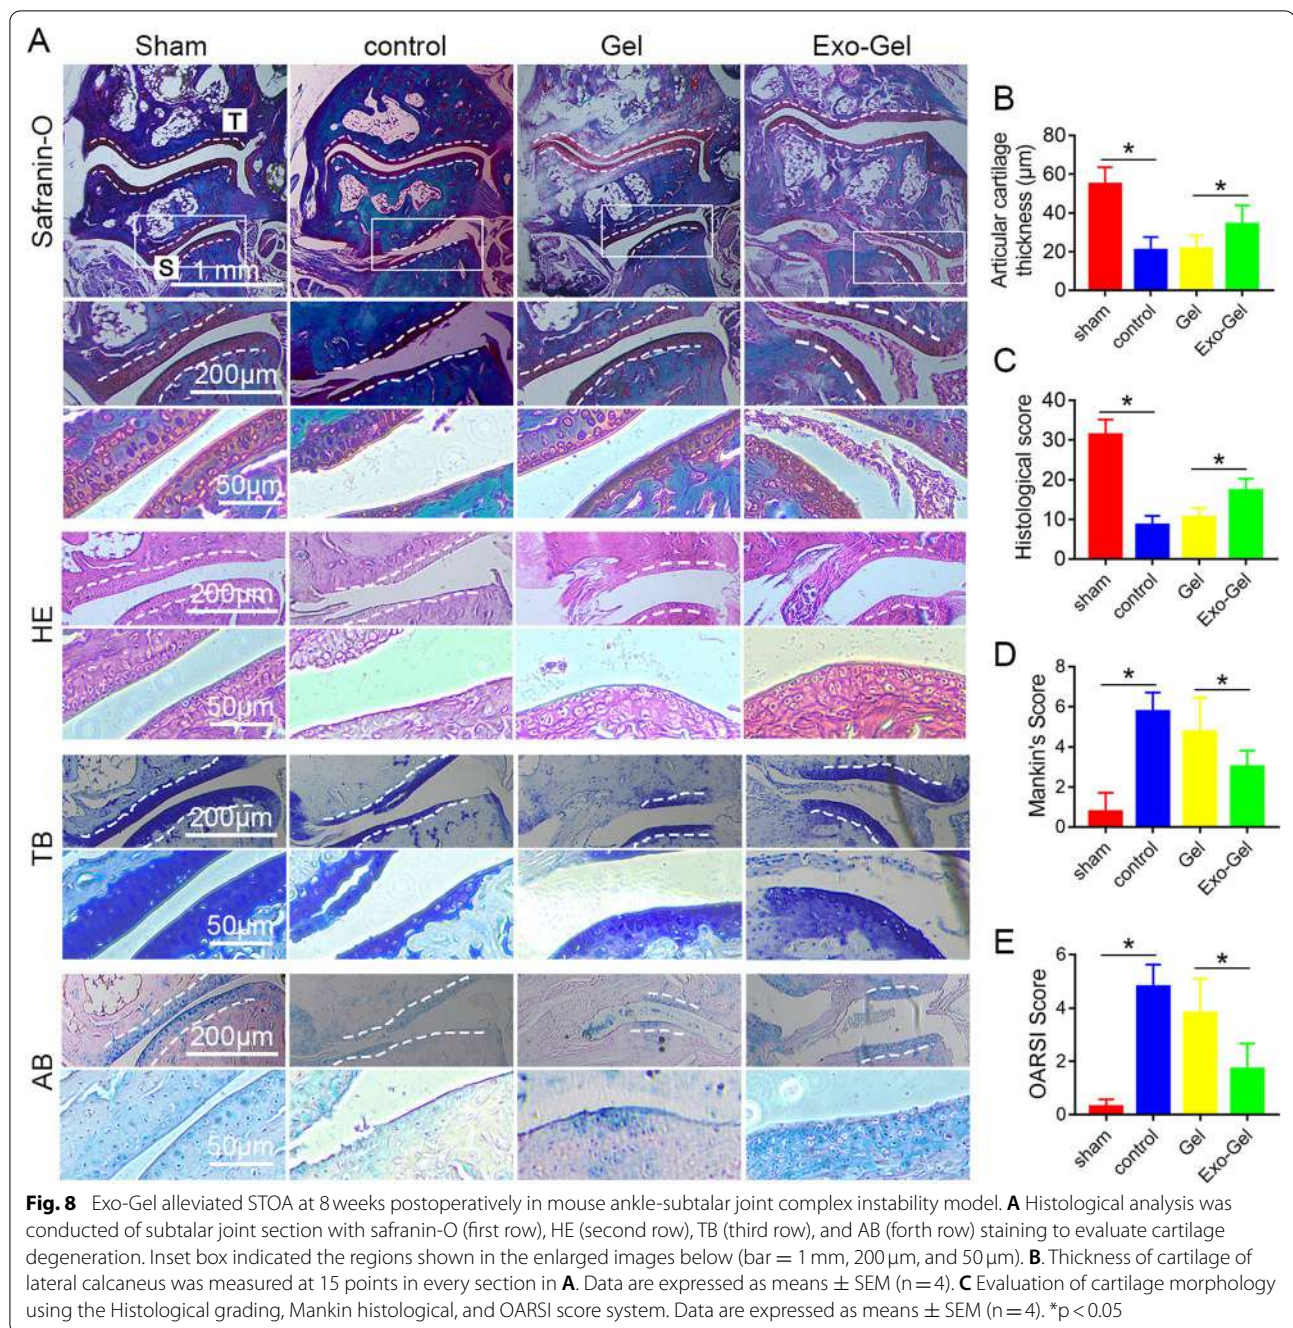 A
Sham
control
Gel
Exo-Gel
Safranin-O
T
S
1 mm
200μm
50μm
HE
200μm
50μm
TB
200μm
50μm
AB
200μm
50μm
B
Articular cartilage
thickness (μm)
80
60
40
20
0
*
*
sham
control
Gel
Exo-Gel
C
Histological score
40
30
20
10
0
*
*
sham
control
Gel
Exo-Gel
D
Mankin's Score
8
6
4
2
0
*
*
sham
control
Gel
Exo-Gel
E
OARSI Score
6
4
2
0
*
*
sham
control
Gel
Exo-Gel
Fig. 8 Exo-Gel alleviated STOA at 8 weeks postoperatively in mouse ankle-subtalar joint complex instability model. A Histological analysis was
conducted of subtalar joint section with safranin-O (first row), HE (second row), TB (third row), and AB (forth row) staining to evaluate cartilage
degeneration. Inset box indicated the regions shown in the enlarged images below (bar = 1 mm, 200 μm, and 50 μm). B. Thickness of cartilage of
lateral calcaneus was measured at 15 points in every section in A. Data are expressed as means ± SEM (n = 4). C Evaluation of cartilage morphology
using the Histological grading, Mankin histological, and OARSI score system. Data are expressed as means ± SEM (n = 4). *p < 0.05